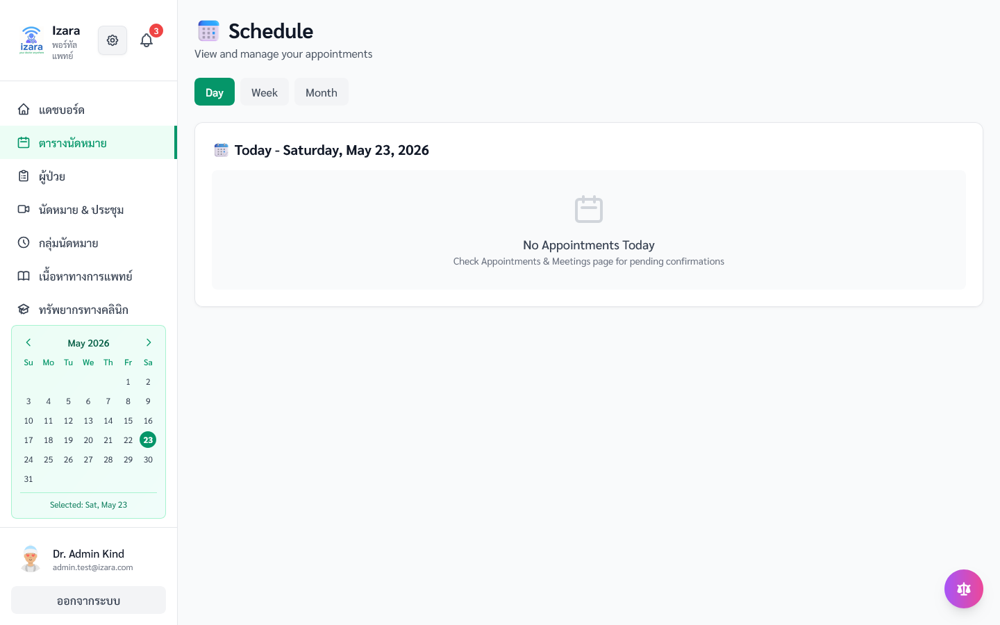 izara
Izara
พอร์ทัล
แพทย์
3
แดชบอร์ด
ตารางนัดหมาย
ผู้ป่วย
นัดหมาย & ประชุม
กลุ่มนัดหมาย
เนื้อหาทางการแพทย์
ทรัพยากรทางคลินิก
May 2026
Su Mo Tu We Th Fr Sa
1 2
3 4 5 6 7 8 9
10 11 12 13 14 15 16
17 18 19 20 21 22 23
24 25 26 27 28 29 30
31
Selected: Sat, May 23
Dr. Admin Kind
admin.test@izara.com
ออกจากระบบ
Schedule
View and manage your appointments
Day Week Month
Today - Saturday, May 23, 2026
No Appointments Today
Check Appointments & Meetings page for pending confirmations